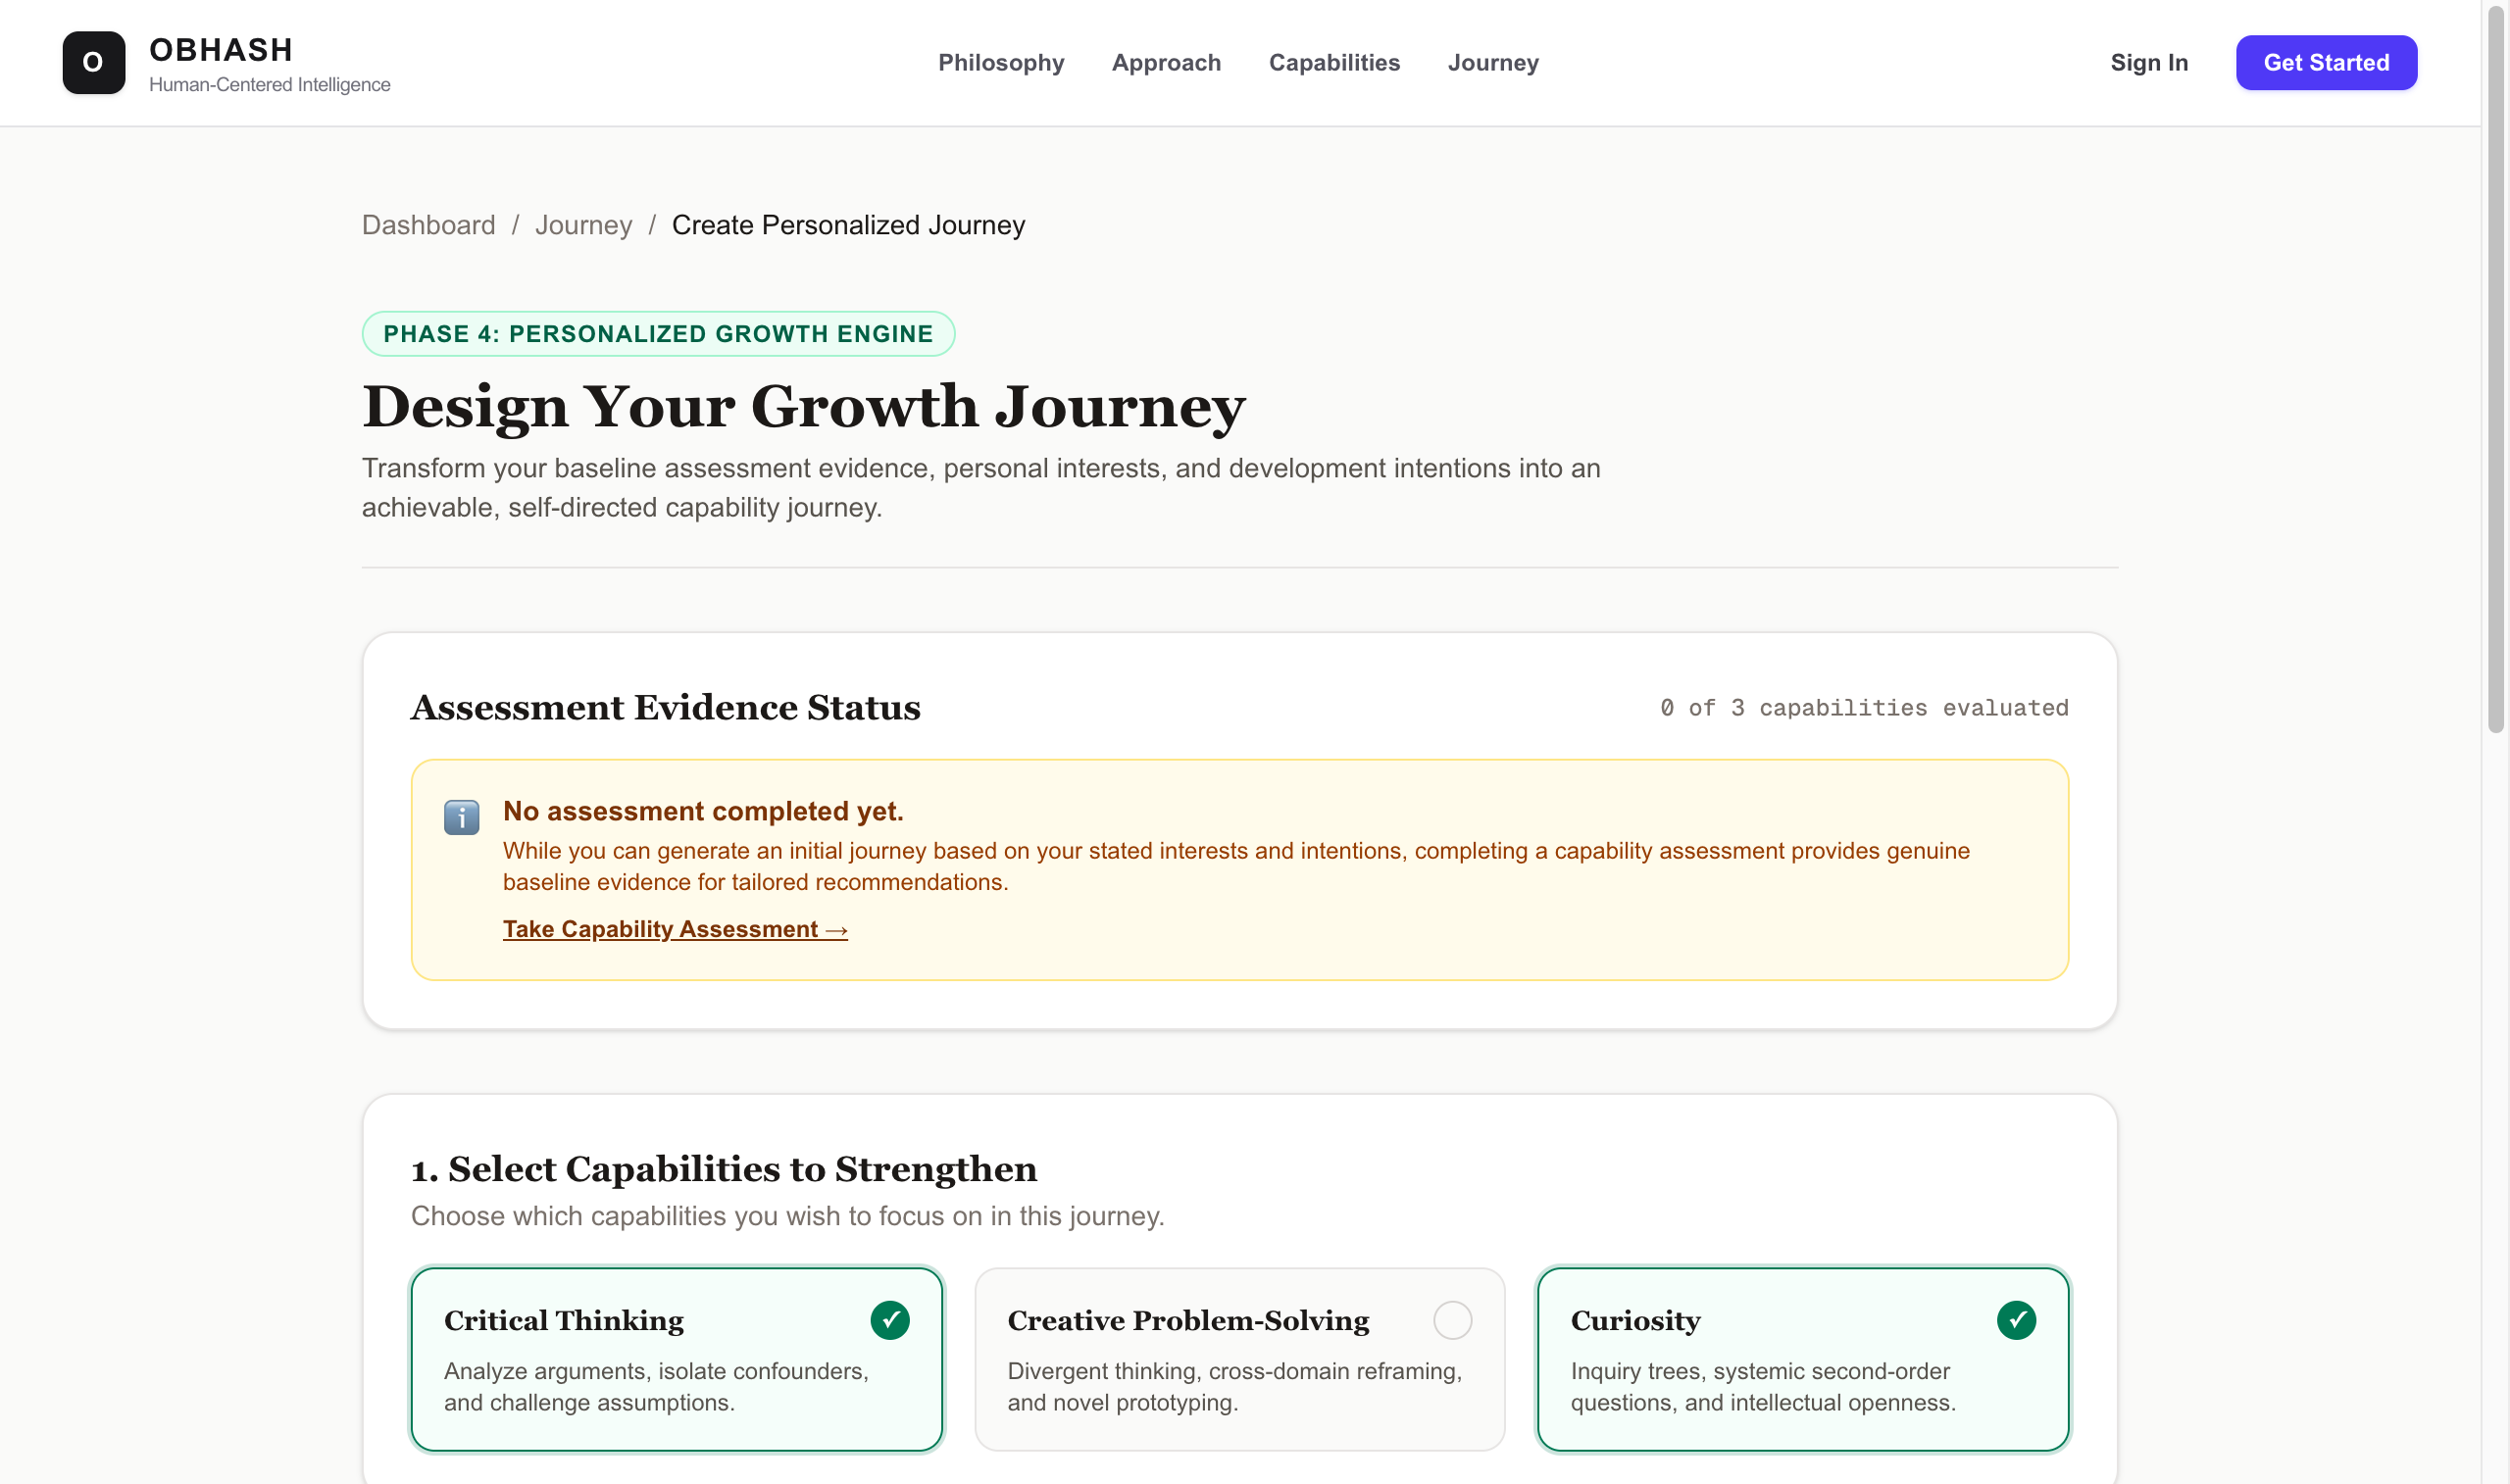 O
OBHASH
Human-Centered Intelligence
Philosophy
Approach
Capabilities
Journey
Sign In
Get Started
Dashboard / Journey / Create Personalized Journey
PHASE 4: PERSONALIZED GROWTH ENGINE
Design Your Growth Journey
Transform your baseline assessment evidence, personal interests, and development intentions into an
achievable, self-directed capability journey.
Assessment Evidence Status
0 of 3 capabilities evaluated
No assessment completed yet.
While you can generate an initial journey based on your stated interests and intentions, completing a capability assessment provides genuine
baseline evidence for tailored recommendations.
Take Capability Assessment →
1. Select Capabilities to Strengthen
Choose which capabilities you wish to focus on in this journey.
Critical Thinking
Analyze arguments, isolate confounders,
and challenge assumptions.
Creative Problem-Solving
Divergent thinking, cross-domain reframing,
and novel prototyping.
Curiosity
Inquiry trees, systemic second-order
questions, and intellectual openness.